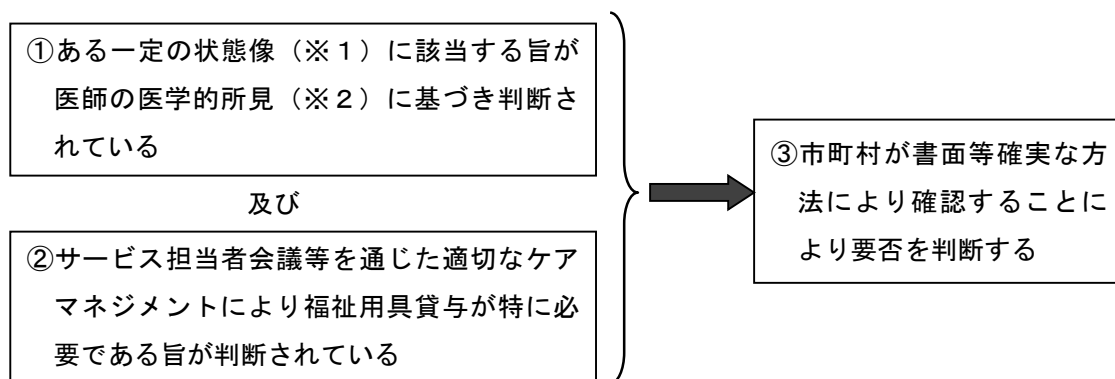 ①ある一定の状態像（※１）に該当する旨が
医師の医学的所見（※２）に基づき判断さ
れている
及び
②サービス担当者会議等を通じた適切なケア
マネジメントにより福祉用具貸与が特に必
要である旨が判断されている
③市町村が書面等確実な方
法により確認することに
より要否を判断する